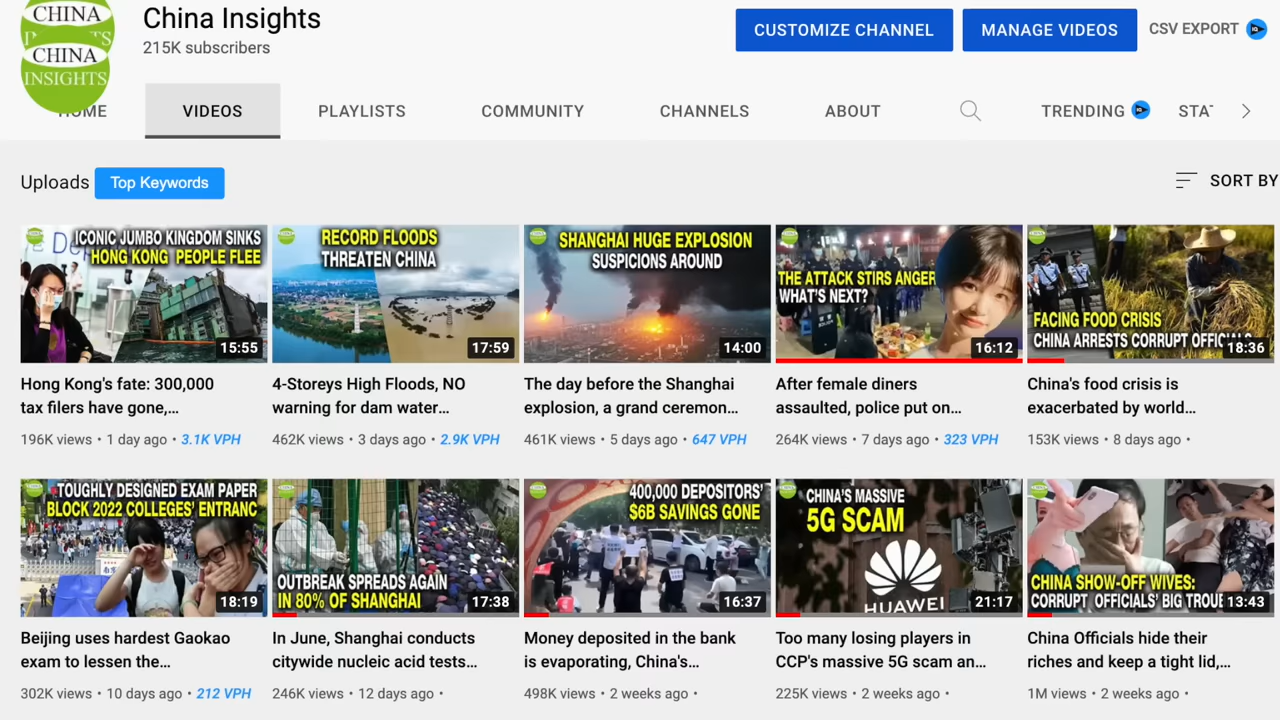 CHINA
CHINA
INSIGHTS
China Insights
215K subscribers
CUSTOMIZE CHANNEL
MANAGE VIDEOS
CSV EXPORT
HOME
VIDEOS
PLAYLISTS
COMMUNITY
CHANNELS
ABOUT
TRENDING
STAT
Uploads
Top Keywords
SORT BY
ICONIC JUMBO KINGDOM SINKS
HONG KONG PEOPLE FLEE
15:55
RECORD FLOODS
THREATEN CHINA
17:59
SHANGHAI HUGE EXPLOSION
SUSPICIONS AROUND
14:00
THE ATTACK STIRS ANGER
WHAT'S NEXT?
16:12
FACING FOOD CRISIS
CHINA ARRESTS CORRUPT OFFICIALS
18:36
Hong Kong's fate: 300,000
tax filers have gone,...
196K views • 1 day ago • 3.1K VPH
4-Storeys High Floods, NO
warning for dam water...
462K views • 3 days ago • 2.9K VPH
The day before the Shanghai
explosion, a grand ceremon...
461K views • 5 days ago • 647 VPH
After female diners
assaulted, police put on...
264K views • 7 days ago • 323 VPH
China's food crisis is
exacerbated by world...
153K views • 8 days ago •
TOUGHLY DESIGNED EXAM PAPER
BLOCK 2022 COLLEGES' ENTRANC
18:19
OUTBREAK SPREADS AGAIN
IN 80% OF SHANGHAI
17:38
400,000 DEPOSITORS'
$6B SAVINGS GONE
16:37
CHINA'S MASSIVE
5G SCAM
HUAWEI
21:17
CHINA SHOW-OFF WIVES:
CORRUPT OFFICIALS' BIG TROUB
13:43
Beijing uses hardest Gaokao
exam to lessen the...
302K views • 10 days ago • 212 VPH
In June, Shanghai conducts
citywide nucleic acid tests...
246K views • 12 days ago •
Money deposited in the bank
is evaporating, China's...
498K views • 2 weeks ago •
Too many losing players in
CCP's massive 5G scam an...
225K views • 2 weeks ago •
China Officials hide their
riches and keep a tight lid,...
1M views • 2 weeks ago •